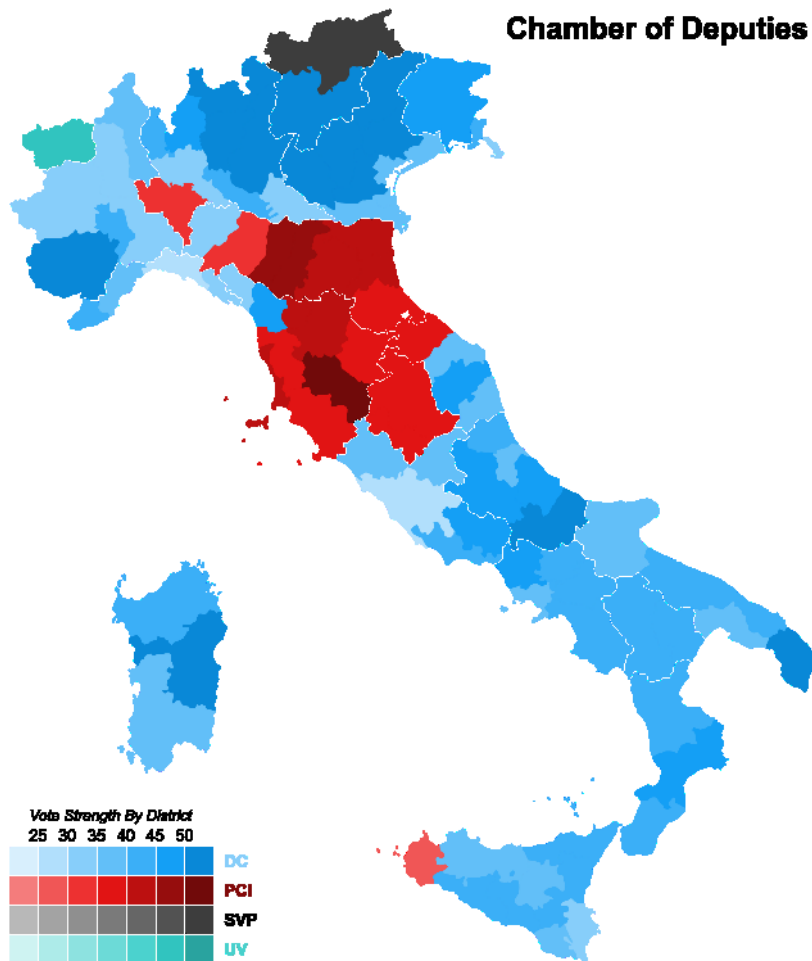 Chamber of Deputies
Vote Strength By District
25 30 35 40 45 50
DC
PCI
SVP
UV